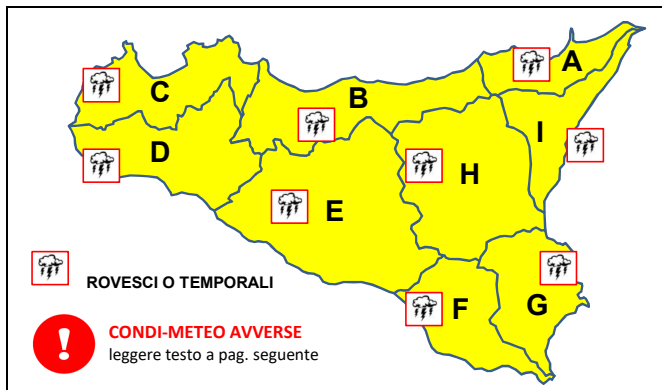 A
C
B
I
D
H
E
F
G
ROVESCI O TEMPORALI
!
CONDI-METEO AVVERSE
leggere testo a pag. seguente